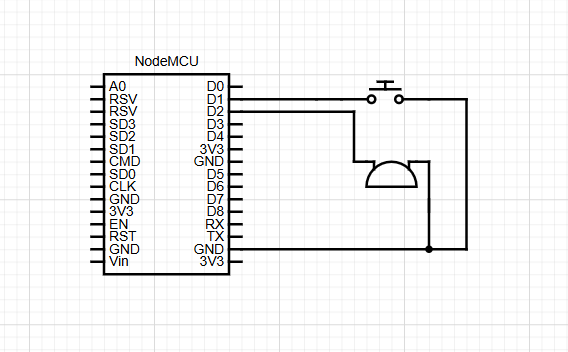 NodeMCU
A0 D0
RSV D1
RSV D2
SD3 D3
SD2 D4
SD1 3V3
CMD GND
SD0 D5
CLK D6
GND D7
3V3 D8
EN RX
RST TX
GND GND
Vin 3V3